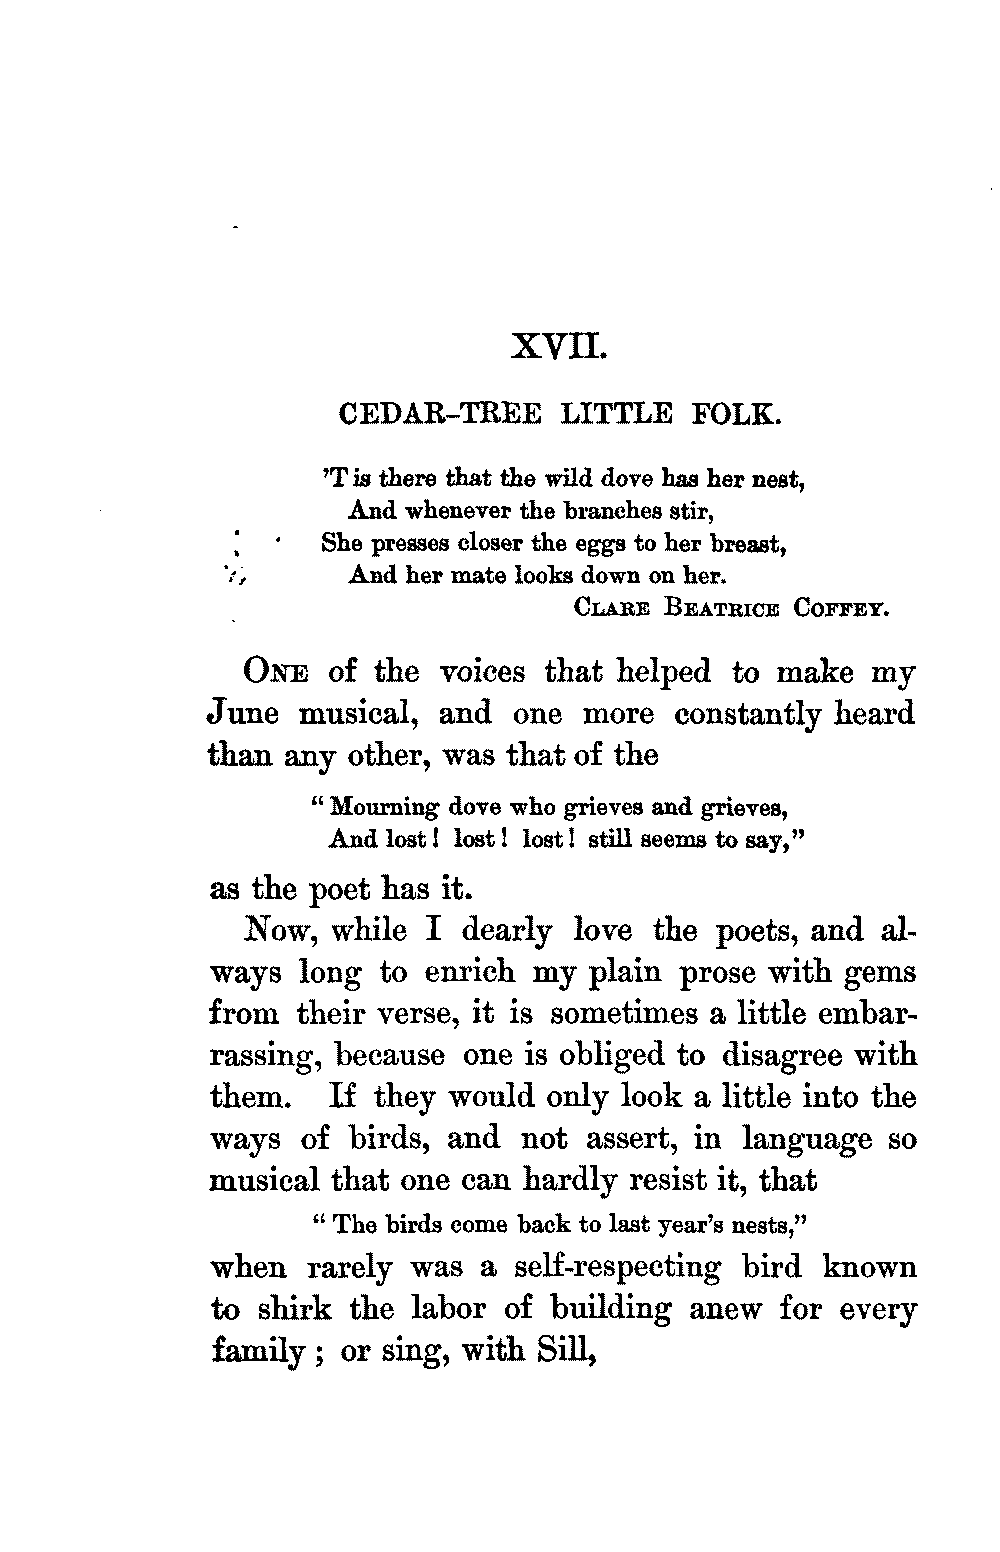 XVII.
CEDAR-TREE LITTLE FOLK.
'T is there that the wild dove has her nest,
And whenever the branches stir,
She presses closer the eggs to her breast,
And her mate looks down on her.
CLARE BEATRICE COFFEY.
ONE of the voices that helped to make my
June musical, and one more constantly heard
than any other, was that of the
“Mourning dove who grieves and grieves,
And lost! lost! lost! still seems to say,”
as the poet has it.
Now, while I dearly love the poets, and al-
ways long to enrich my plain prose with gems
from their verse, it is sometimes a little embar-
rassing, because one is obliged to disagree with
them. If they would only look a little into the
ways of birds, and not assert, in language so
musical that one can hardly resist it, that
“The birds come back to last year's nests,”
when rarely was a self-respecting bird known
to shirk the labor of building anew for every
family; or sing, with Sill,